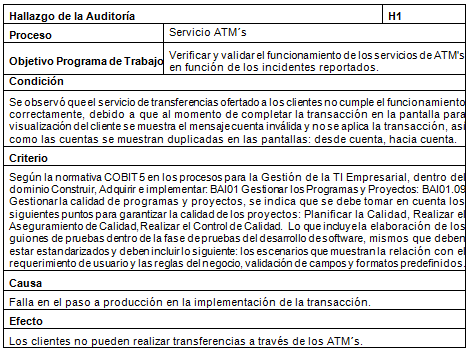 Hallazgo de la Auditoría H1
Proceso Servicio ATM´s
Objetivo Programa de Trabajo Verificar y validar el funcionamiento de los servicios de ATM's
en función de los incidentes reportados.
Condición
Se observó que el servicio de transferencias ofertado a los clientes no cumple el funcionamiento
correctamente, debido a que al momento de completar la transacción en la pantalla para
visualización del cliente se muestra el mensaje cuenta inválida y no se aplica la transacción, así
como las cuentas se muestran duplicadas en las pantallas: desde cuenta, hacia cuenta.
Criterio
Según la normativa COBIT 5 en los procesos para la Gestión de la TI Empresarial, dentro del
dominio Construir, Adquirir e implementar: BAI01 Gestionar los Programas y Proyectos: BAI01.09
Gestionar la calidad de programas y proyectos, se indica que se debe tomar en cuenta los
siguientes puntos para garantizar la calidad de los proyectos: Planificar la Calidad, Realizar el
Aseguramiento de Calidad, Realizar el Control de Calidad. Lo que incluye la elaboración de los
guiones de pruebas dentro de la fase de pruebas del desarrollo de software, mismos que deben
estar estandarizados y deben incluir lo siguiente: los escenarios que muestran la relación con el
requerimiento de usuario y las reglas del negocio, validación de campos y formatos predefinidos.
Causa
Falla en el paso a producción en la implementación de la transacción.
Efecto
Los clientes no pueden realizar transferencias a través de los ATM´s.